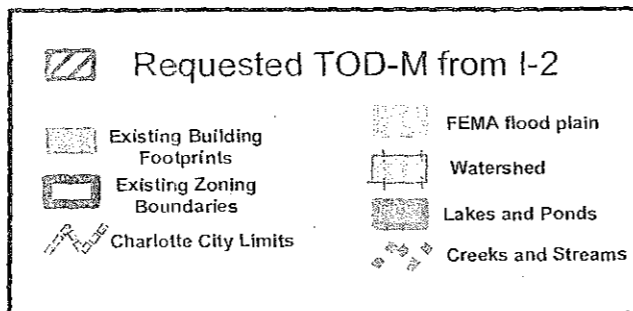 Requested TOD-M from I-2
Existing Building
Footprints
Existing Zoning
Boundaries
Charlotte City Limits
FEMA flood plain
Watershed
Lakes and Ponds
Creeks and Streams